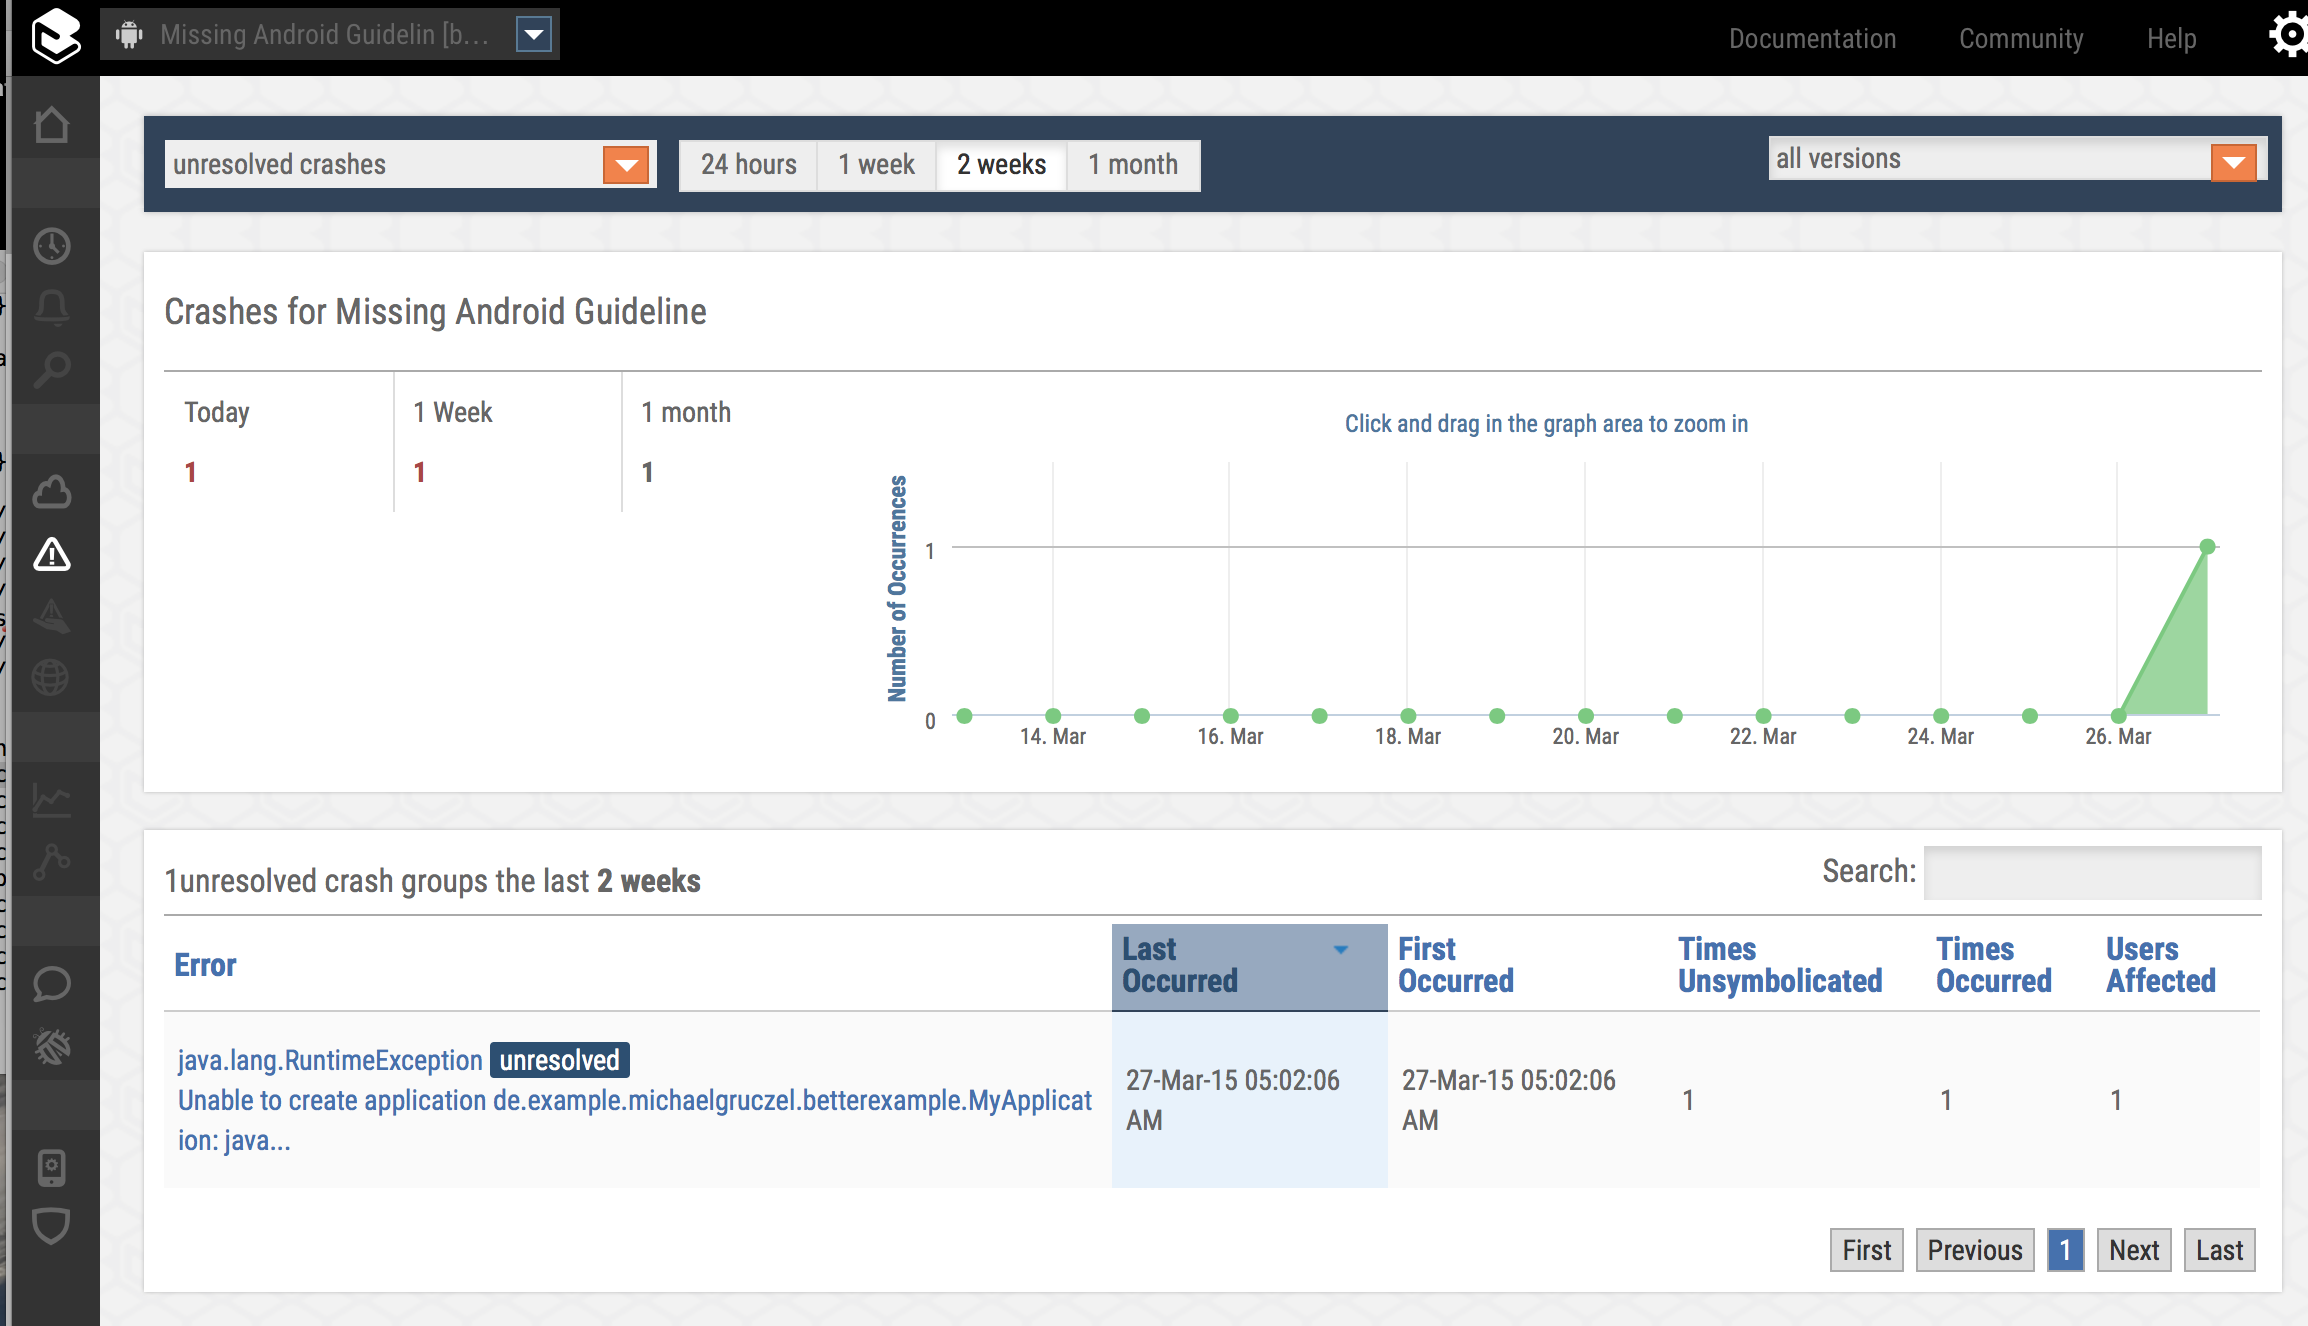 Missing Android Guidelin [b...
Documentation
Community
Help
unresolved crashes
24 hours
1 week
2 weeks
1 month
all versions
Crashes for Missing Android Guideline
Today
1 Week
1 month
1
1
1
Click and drag in the graph area to zoom in
Number of Occurrences
1
0
14. Mar
16. Mar
18. Mar
20. Mar
22. Mar
24. Mar
26. Mar
1unresolved crash groups the last 2 weeks
Search:
Error
Last
Occurred
First
Occurred
Times
Unsymbolicated
Times
Occurred
Users
Affected
java.lang.RuntimeException unresolved
Unable to create application de.example.michaelgruczel.betterexample.MyApplicat
ion: java...
27-Mar-15 05:02:06
AM
27-Mar-15 05:02:06
AM
1
1
1
First
Previous
1
Next
Last